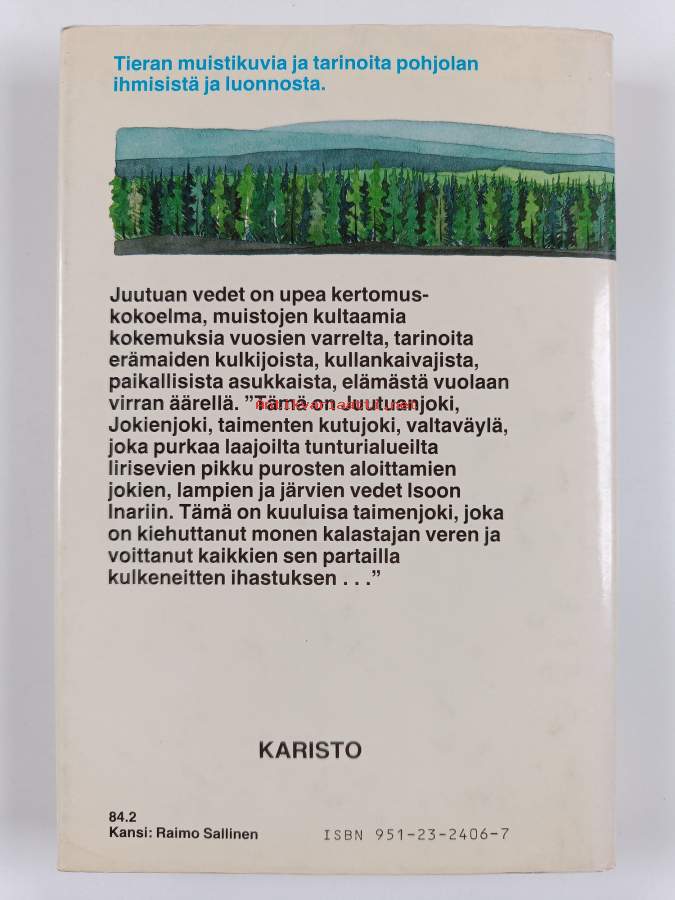 Tieran muistikuvia ja tarinoita pohjolan
ihmisistä ja luonnosta.
Juutuan vedet on upea kertomus-
kokoelma, muistojen kultaamia
kokemuksia vuosien varrelta, tarinoita
erämaiden kulkijoista, kullankaivajista,
paikallisista asukkaista, elämästä vuolaan
virran äärellä. ”Tämä on Juutuanjoki,
Jokienjoki, taimenten kutujoki, valtaväylä,
joka purkaa laajoilta tunturialueilta
lirisevien pikku purosten aloittamien
jokien, lampien ja järvien vedet Isoon
Inariin. Tämä on kuuluisa taimenjoki, joka
on kiehuttanut monen kalastajan veren ja
voittanut kaikkien sen partailla
kulkeneitten ihastuksen . . .”
KARISTO
84.2
Kansi: Raimo Sallinen
ISBN 951-23-2406-7